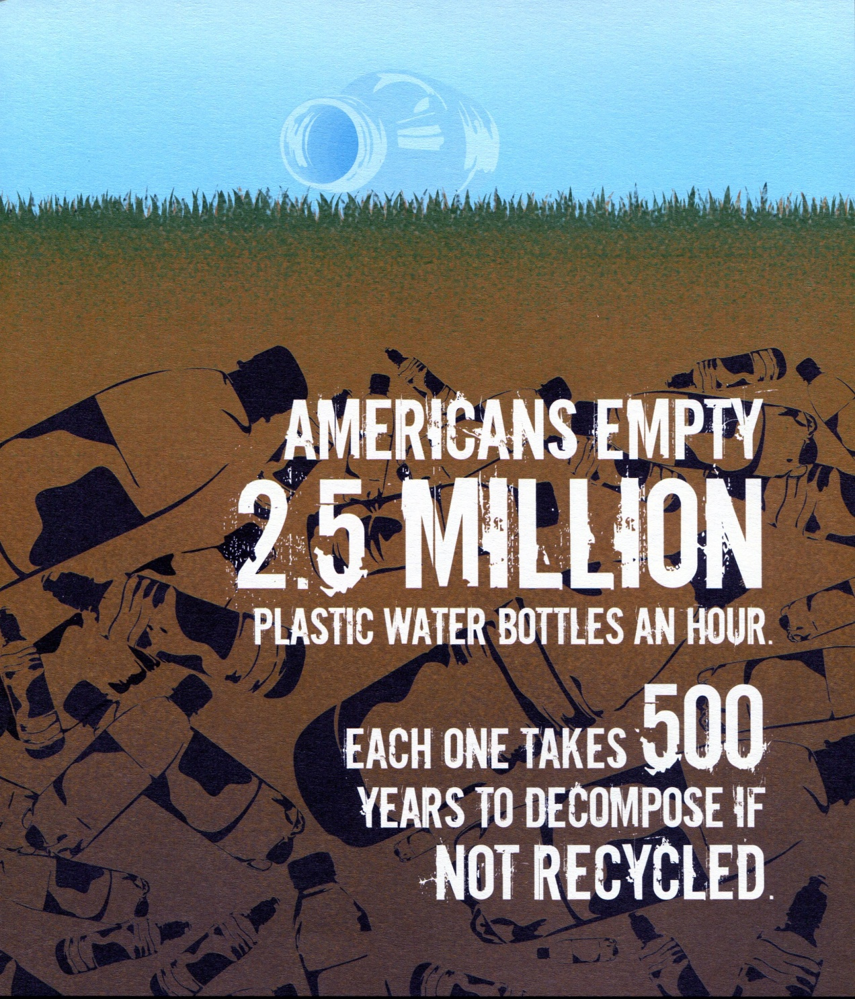 AMERICANS EMPTY
2.5 MILLION
PLASTIC WATER BOTTLES AN HOUR.
EACH ONE TAKES 500
YEARS TO DECOMPOSE IF
NOT RECYCLED.